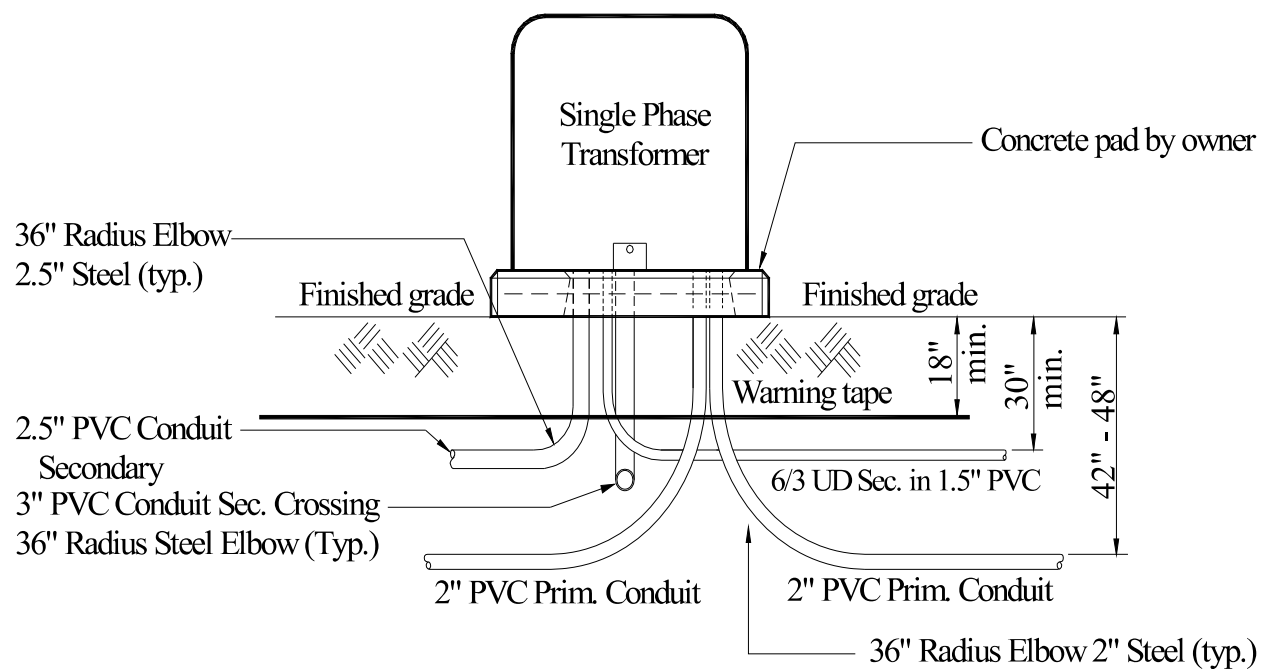 Single Phase
Transformer
Concrete pad by owner
36" Radius Elbow
2.5" Steel (typ.)
Finished grade
Finished grade
18"
min.
30"
min.
Warning tape
42" - 48"
2.5" PVC Conduit
Secondary
6/3 UD Sec. in 1.5" PVC
3" PVC Conduit Sec. Crossing
36" Radius Steel Elbow (Typ.)
2" PVC Prim. Conduit
2" PVC Prim. Conduit
36" Radius Elbow 2" Steel (typ.)